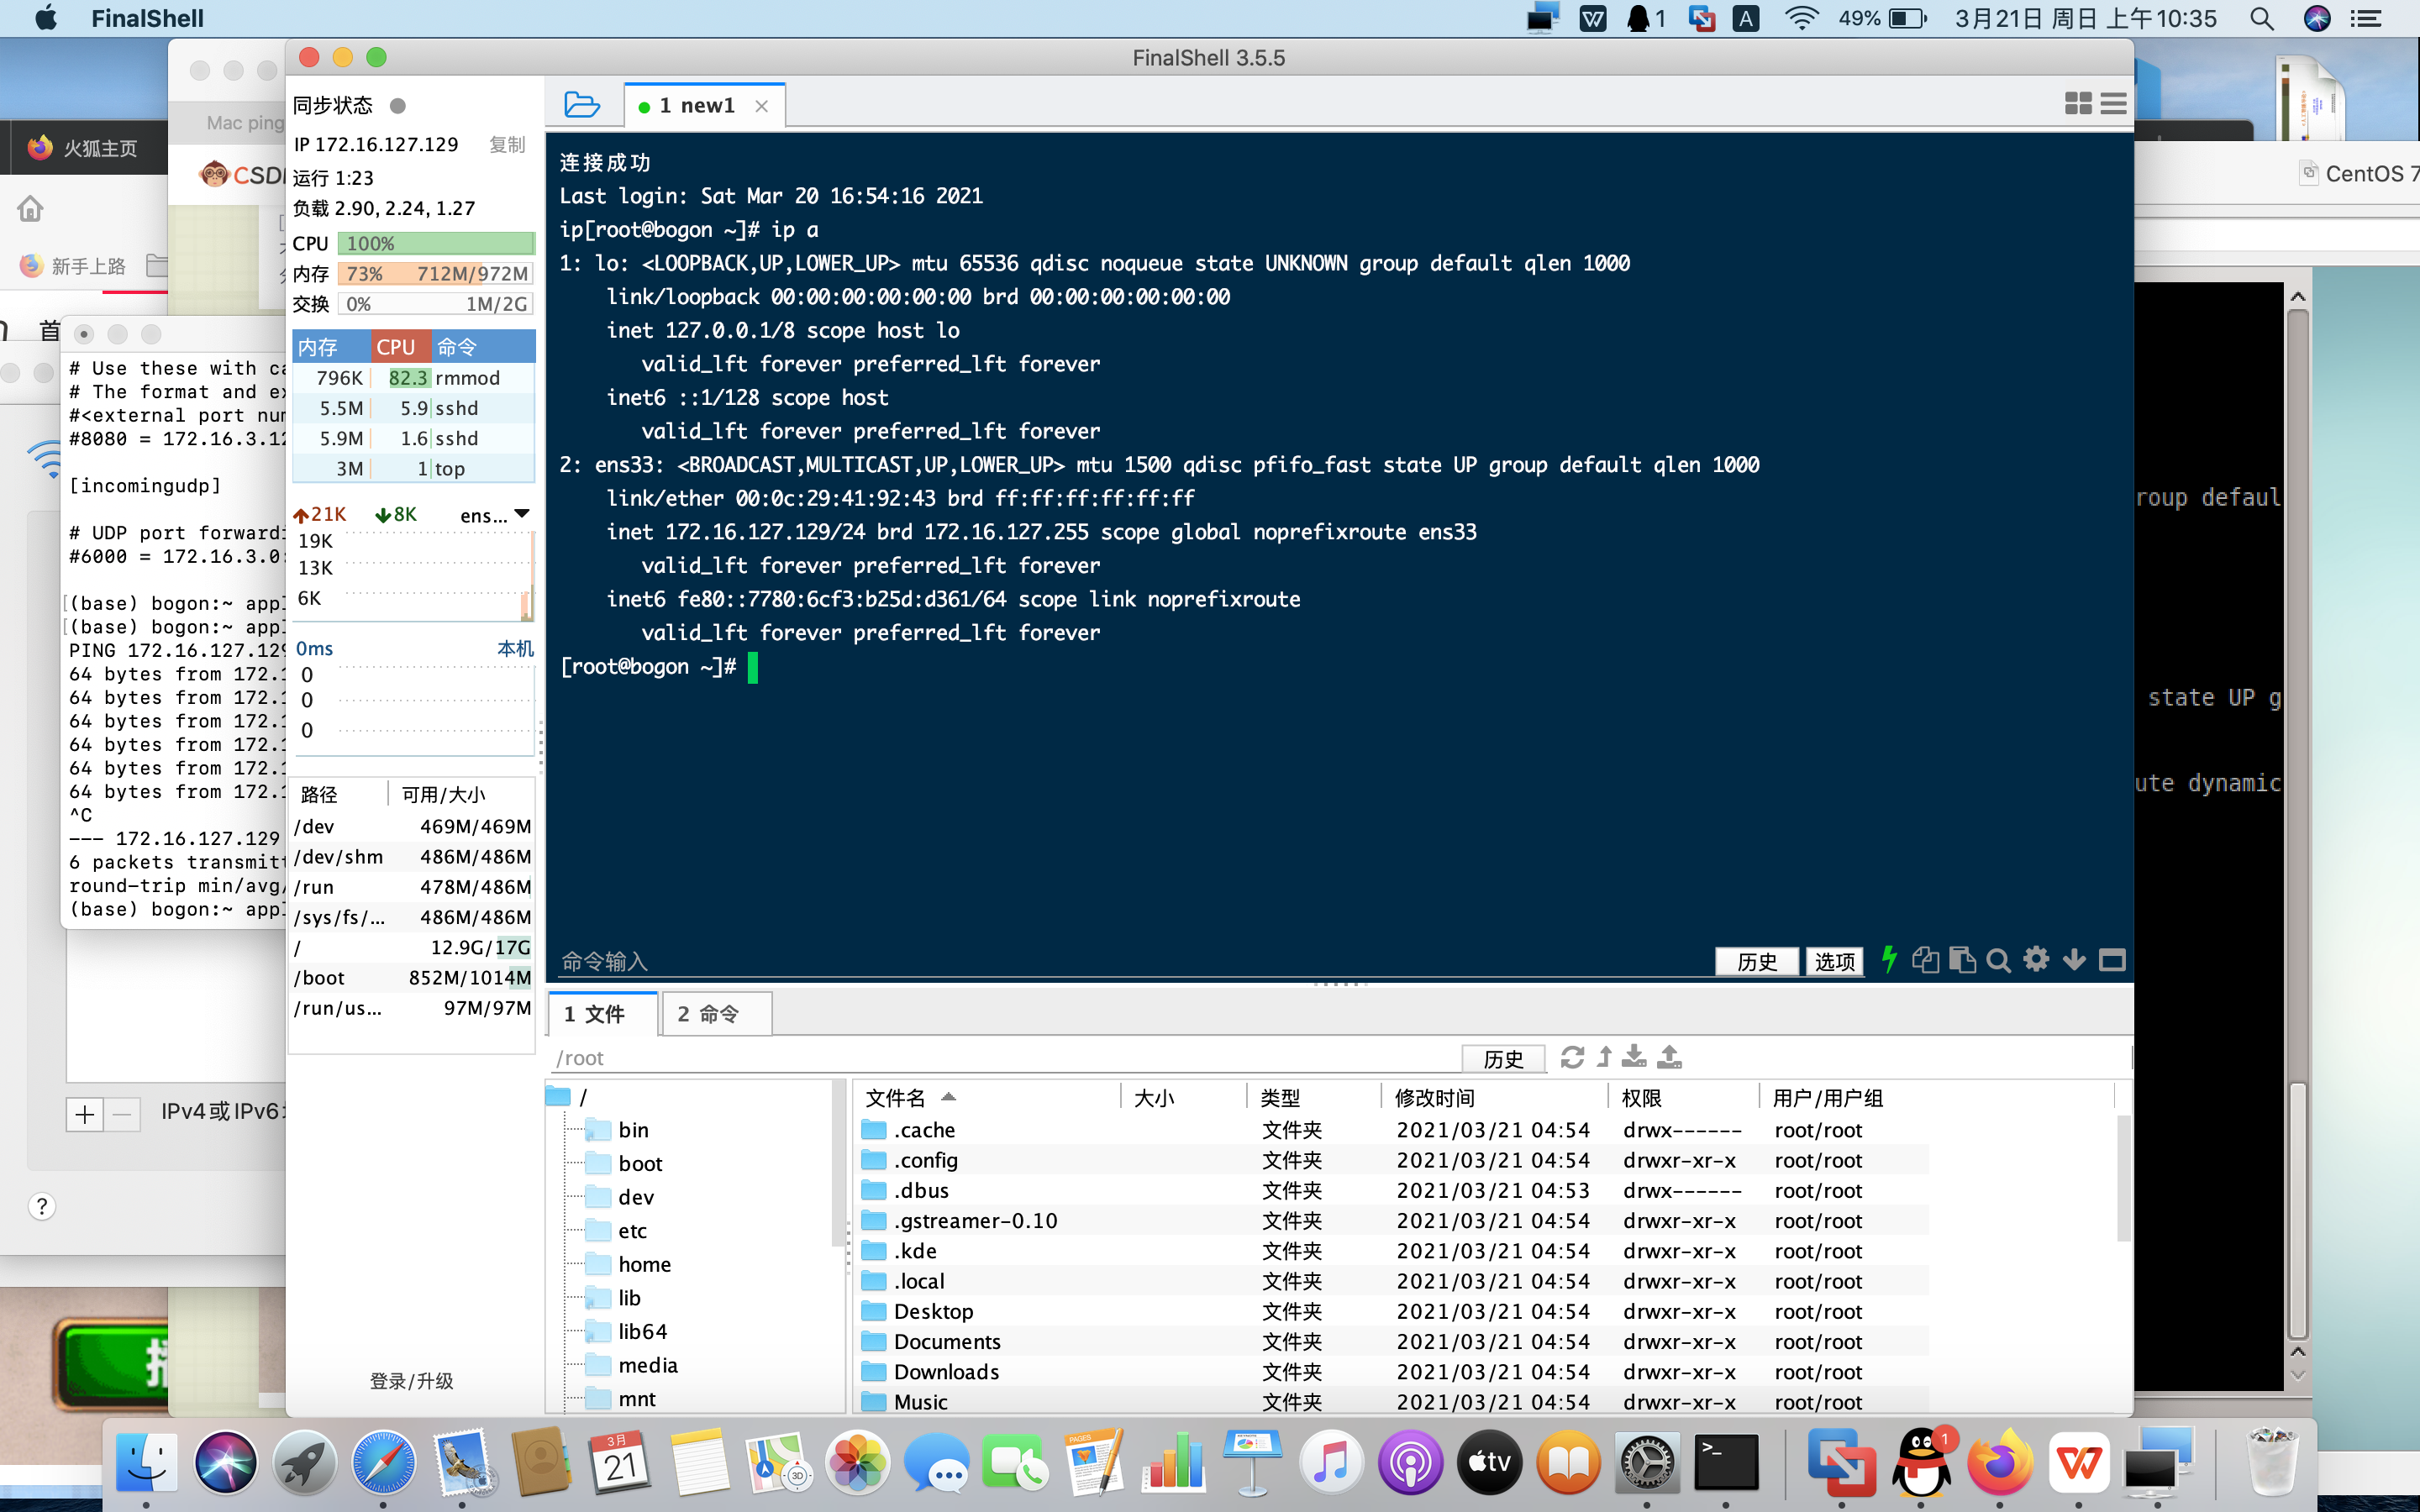 FinalShell
1
A
49%
3月21日 周日 上午10:35
FinalShell 3.5.5
Mac ping
火狐主页
CSD
新手上路
首
同步状态
IP 172.16.127.129 复制
运行 1:23
负载 2.90, 2.24, 1.27
CPU 100%
内存 73% 712M/972M
交换 0% 1M/2G
内存 CPU 命令
796K 82.3 rmmod
5.5M 5.9 sshd
5.9M 1.6 sshd
3M 1 top
21K 8K ens...
19K
13K
6K
0ms 本机
0
0
0
路径 可用/大小
/dev 469M/469M
/dev/shm 486M/486M
/run 478M/486M
/sys/fs/... 486M/486M
/ 12.9G/17G
/boot 852M/1014M
/run/us... 97M/97M
登录/升级
1 new1
连接成功
Last login: Sat Mar 20 16:54:16 2021
ip[root@bogon ~]# ip a
1: lo: <LOOPBACK,UP,LOWER_UP> mtu 65536 qdisc noqueue state UNKNOWN group default qlen 1000
link/loopback 00:00:00:00:00:00 brd 00:00:00:00:00:00
inet 127.0.0.1/8 scope host lo
valid_lft forever preferred_lft forever
inet6 ::1/128 scope host
valid_lft forever preferred_lft forever
2: ens33: <BROADCAST,MULTICAST,UP,LOWER_UP> mtu 1500 qdisc pfifo_fast state UP group default qlen 1000
link/ether 00:0c:29:41:92:43 brd ff:ff:ff:ff:ff:ff
inet 172.16.127.129/24 brd 172.16.127.255 scope global noprefixroute ens33
valid_lft forever preferred_lft forever
inet6 fe80::7780:6cf3:b25d:d361/64 scope link noprefixroute
valid_lft forever preferred_lft forever
[root@bogon ~]#
命令输入 历史 选项
1 文件 2 命令
/root 历史
/
bin
boot
dev
etc
home
lib
lib64
media
mnt
文件名 大小 类型 修改时间 权限 用户/用户组
.cache 文件夹 2021/03/21 04:54 drwx------ root/root
.config 文件夹 2021/03/21 04:54 drwxr-xr-x root/root
.dbus 文件夹 2021/03/21 04:53 drwx------ root/root
.gstreamer-0.10 文件夹 2021/03/21 04:54 drwxr-xr-x root/root
.kde 文件夹 2021/03/21 04:54 drwxr-xr-x root/root
.local 文件夹 2021/03/21 04:54 drwxr-xr-x root/root
Desktop 文件夹 2021/03/21 04:54 drwxr-xr-x root/root
Documents 文件夹 2021/03/21 04:54 drwxr-xr-x root/root
Downloads 文件夹 2021/03/21 04:54 drwxr-xr-x root/root
Music 文件夹 2021/03/21 04:54 drwxr-xr-x root/root
# Use these with ca
# The format and ex
#<external port num
#8080 = 172.16.3.12
[incomingudp]
# UDP port forwardi
#6000 = 172.16.3.0:
[(base) bogon:~ appl
[(base) bogon:~ appl
PING 172.16.127.129
64 bytes from 172.1
64 bytes from 172.1
64 bytes from 172.1
64 bytes from 172.1
64 bytes from 172.1
64 bytes from 172.1
^C
--- 172.16.127.129
6 packets transmitt
round-trip min/avg/
(base) bogon:~ appl
IPv4或IPv6
?
CentOS 7
roup defaul
state UP g
ute dynamic
3月
21
3D
PAGES
tv
>_
1